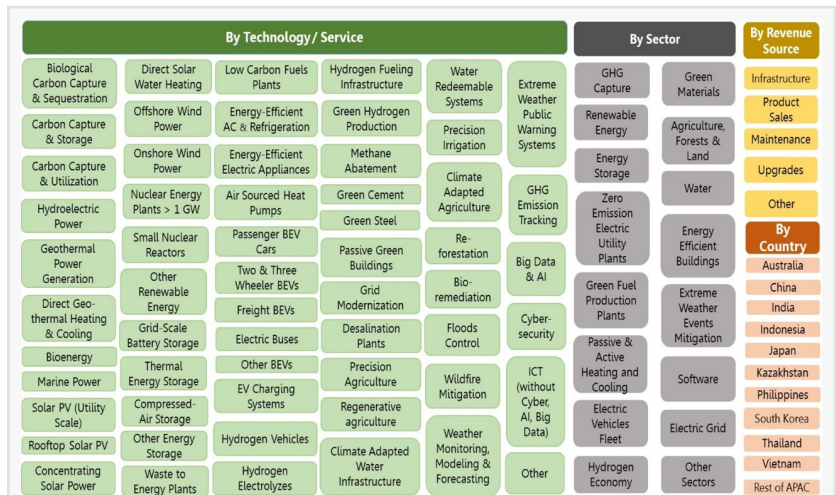 By Technology/ Service
Biological
Carbon Capture
& Sequestration
Carbon Capture
& Storage
Carbon Capture
& Utilization
Hydroelectric
Power
Geothermal
Power
Generation
Direct Geo-
thermal Heating
& Cooling
Bioenergy
Marine Power
Solar PV (Utility
Scale)
Rooftop Solar PV
Concentrating
Solar Power
Direct Solar
Water Heating
Offshore Wind
Power
Onshore Wind
Power
Nuclear Energy
Plants > 1 GW
Small Nuclear
Reactors
Other
Renewable
Energy
Grid-Scale
Battery Storage
Thermal
Energy Storage
Compressed-
Air Storage
Other Energy
Storage
Waste to
Energy Plants
Low Carbon Fuels
Plants
Energy-Efficient
AC & Refrigeration
Energy-Efficient
Electric Appliances
Air Sourced Heat
Pumps
Passenger BEV
Cars
Two & Three
Wheeler BEVs
Freight BEVs
Electric Buses
Other BEVs
EV Charging
Systems
Hydrogen Vehicles
Hydrogen
Electrolyzes
Hydrogen Fueling
Infrastructure
Green Hydrogen
Production
Methane
Abatement
Green Cement
Green Steel
Passive Green
Buildings
Grid
Modernization
Desalination
Plants
Precision
Agriculture
Regenerative
agriculture
Climate Adapted
Water
Infrastructure
Water
Redeemable
Systems
Precision
Irrigation
Climate
Adapted
Agriculture
Re-
forestation
Bio-
remediation
Floods
Control
Wildfire
Mitigation
Weather
Monitoring,
Modeling &
Forecasting
Extreme
Weather
Public
Warning
Systems
GHG
Emission
Tracking
Big Data
& AI
Cyber-
security
ICT
(without
Cyber,
AI, Big
Data)
Other
By Sector
GHG
Capture
Renewable
Energy
Energy
Storage
Zero
Emission
Electric
Utility
Plants
Green Fuel
Production
Plants
Passive &
Active
Heating and
Cooling
Electric
Vehicles
Fleet
Hydrogen
Economy
Green
Materials
Agriculture,
Forests &
Land
Water
Energy
Efficient
Buildings
Extreme
Weather
Events
Mitigation
Software
Electric Grid
Other
Sectors
By Revenue
Source
Infrastructure
Product
Sales
Maintenance
Upgrades
Other
By
Country
Australia
China
India
Indonesia
Japan
Kazakhstan
Philippines
South Korea
Thailand
Vietnam
Rest of APAC